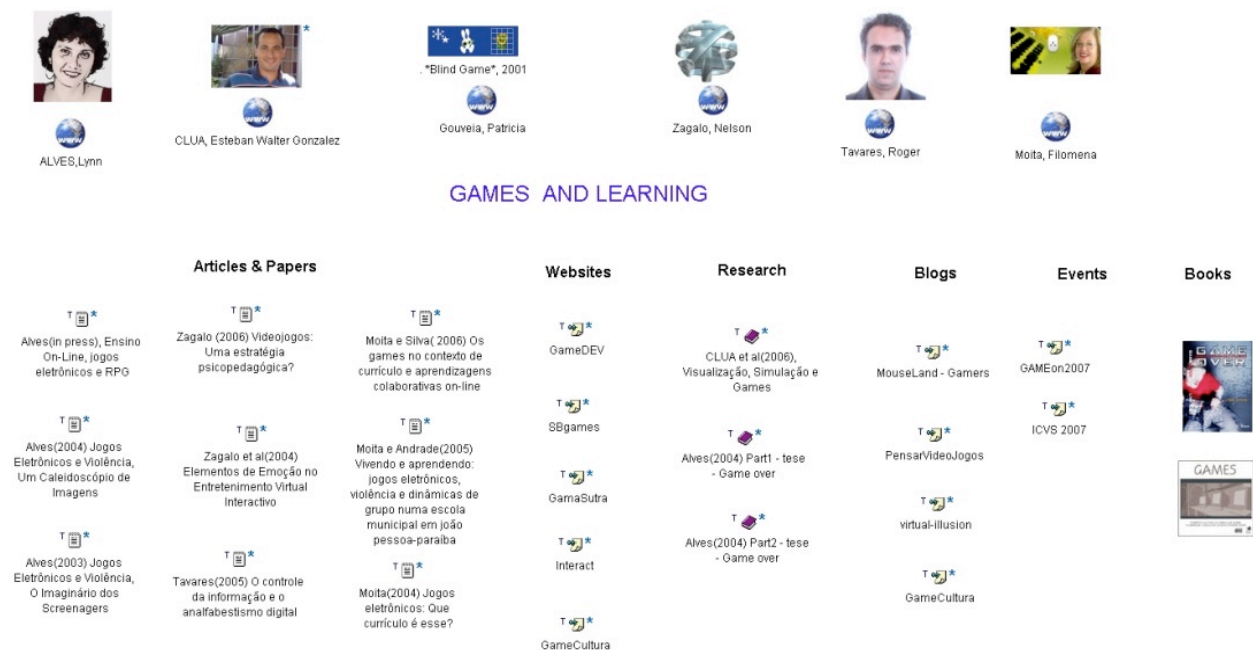 . *Blind Game*, 2001
ALVES,Lynn
CLUA, Esteban Walter Gonzalez
Gouveia, Patricia
Zagalo, Nelson
Tavares, Roger
Moita, Filomena
GAMES AND LEARNING
Articles & Papers
Alves(in press), Ensino
On-Line, jogos
eletrônicos e RPG
Alves(2004) Jogos
Eletrônicos e Violência,
Um Caleidoscópio de
Imagens
Alves(2003) Jogos
Eletrônicos e Violência,
O Imaginário dos
Screenagers
Zagalo (2006) Videojogos:
Uma estratégia
psicopedagógica?
Zagalo et al(2004)
Elementos de Emoção no
Entretenimento Virtual
Interactivo
Tavares(2005) O controle
da informação e o
analfabestismo digital
Moita e Silva( 2006) Os
games no contexto de
currículo e aprendizagens
colaborativas on-line
Moita e Andrade(2005)
Vivendo e aprendendo:
jogos eletrônicos,
violência e dinâmicas de
grupo numa escola
municipal em joão
pessoa-paraíba
Moita(2004) Jogos
eletrônicos: Que
currículo é esse?
Websites
GameDEV
SBgames
GamaSutra
Interact
GameCultura
Research
CLUA et al(2006),
Visualização, Simulação e
Games
Alves(2004) Part1 - tese
- Game over
Alves(2004) Part2 - tese
- Game over
Blogs
MouseLand - Gamers
PensarVideoJogos
virtual-illusion
GameCultura
Events
GAMEon2007
ICVS 2007
Books
GAME
OVER
GAMES